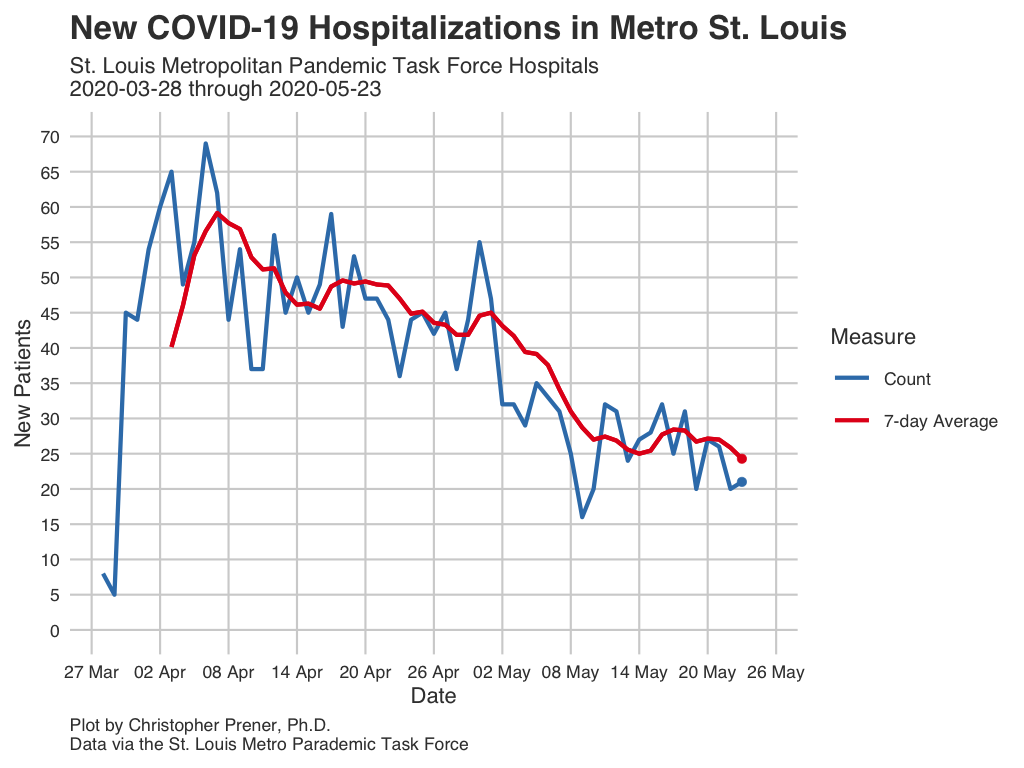 New COVID-19 Hospitalizations in Metro St. Louis
St. Louis Metropolitan Pandemic Task Force Hospitals
2020-03-28 through 2020-05-23
70
65
60
55
50
45
40
35
30
25
20
15
10
5
0
New Patients
27 Mar 02 Apr 08 Apr 14 Apr 20 Apr 26 Apr 02 May 08 May 14 May 20 May 26 May
Date
Measure
Count
7-day Average
Plot by Christopher Prener, Ph.D.
Data via the St. Louis Metro Parademic Task Force